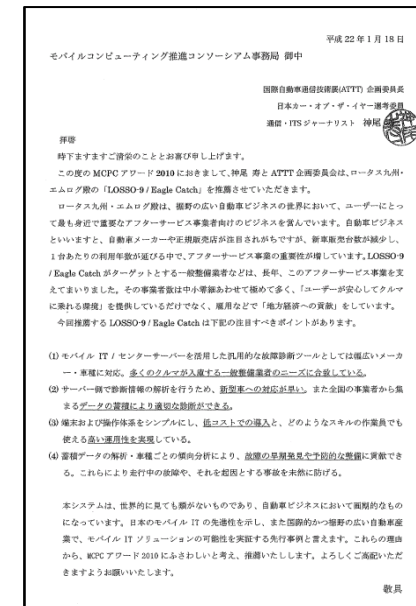 平成 22 年 1 月 18 日
モバイルコンピューティング推進コンソーシアム事務局 御中
国際自動車通信技術展(ATTT) 企画委員長
日本カー・オブ・ザ・イヤー選考委員
通信・ITS ジャーナリスト 神尾
拝啓
時下ますますご清栄のこととお喜び申し上げます。
この度の MCPC アワード 2010 におきまして、神尾 寿と ATTT 企画委員会は、ロータス九州・
エムログ殿の「LOSSO-9 / Eagle Catch」を推薦させていただきます。
ロータス九州・エムログ殿は、裾野の広い自動車ビジネスの世界において、ユーザーにとっ
て最も身近で重要なアフターサービス事業者向けのビジネスを営んでいます。自動車ビジネス
といいますと、自動車メーカーや正規販売店が注目されがちですが、新車販売台数が減少し、
1 台あたりの利用年数が延びる中で、アフターサービス事業の重要性が増しています。LOSSO-9
/ Eagle Catch がターゲットとする一般整備業者などは、長年、このアフターサービス事業を支
えてまいりました。その事業者数は中小零細あわせて極めて多く、「ユーザーが安心してクルマ
に乗れる環境」を提供しているだけでなく、雇用などで「地方経済への貢献」をしています。
今回推薦する LOSSO-9 / Eagle Catch は下記の注目すべきポイントがあります。
(1) モバイル IT / センターサーバーを活用した汎用的な故障診断ツールとしては幅広いメーカ
ー・車種に対応。多くのクルマが入庫する一般整備業者のニーズに合致している。
(2) サーバー側で診断情報の解析を行うため、新型車への対応が早い。また全国の事業者から集
まるデータの蓄積により適切な診断ができる。
(3) 端末および操作体系をシンプルにし、低コストでの導入と、どのようなスキルの作業員でも
使える高い運用性を実現している。
(4) 蓄積データの解析・車種ごとの傾向分析により、故障の早期発見や予防的な整備に貢献でき
る。これらにより走行中の故障や、それを起因とする事故を未然に防げる。
本システムは、世界的に見ても類がないものであり、自動車ビジネスにおいて画期的なもの
になっています。日本のモバイル IT の先進性を示し、また国際的かつ裾野の広い自動車産
業で、モバイル IT ソリューションの可能性を実証する先行事例と言えます。これらの理由
から、MCPC アワード 2010 にふさわしいと考え、推薦いたしします。よろしくご高配いただ
きますようお願いいたします。
敬具